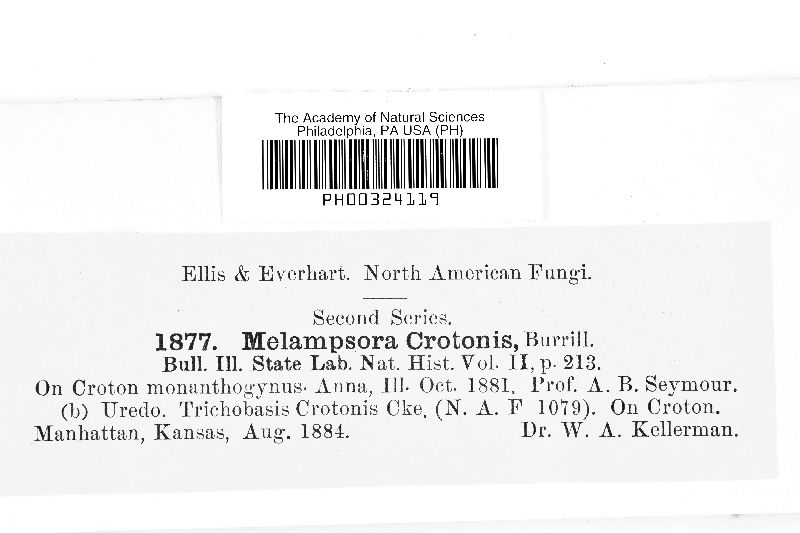 The Academy of Natural Sciences
Philadelphia, PA USA (PH)
PH00324119
Ellis & Everhart. North American Fungi.
Second Series.
1877. Melampsora Crotonis, Burrill.
Bull. Ill. State Lab. Nat. Hist. Vol. II, p. 213.
On Croton monanthogynus. Anna, Ill. Oct. 1881. Prof. A. B. Seymour.
(b) Uredo. Trichobasis Crotonis Cke. (N. A. F 1079). On Croton.
Manhattan, Kansas, Aug. 1884. Dr. W. A. Kellerman.